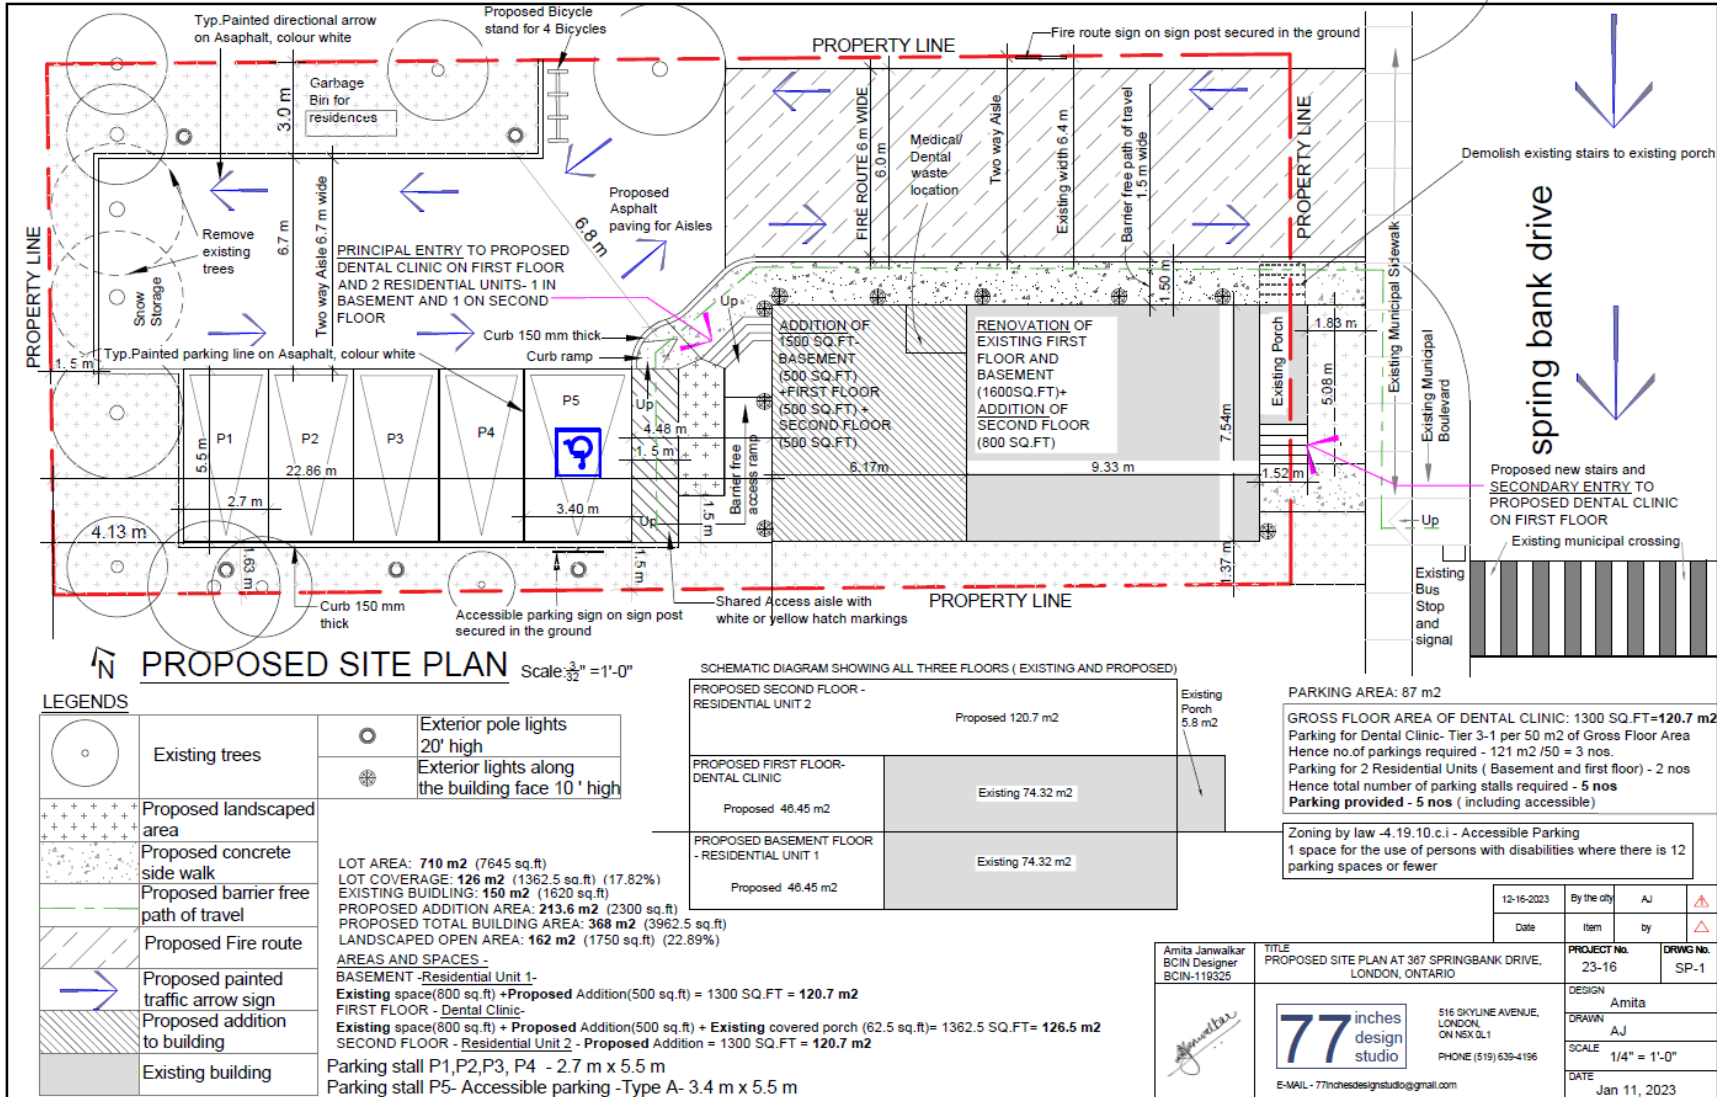 Typ.Painted directional arrow
on Asaphalt, colour white
Proposed Bicycle
stand for 4 Bicycles
PROPERTY LINE
Fire route sign on sign post secured in the ground
Garbage
Bin for
residences
3.0 m
FIRE ROUTE 6 m WIDE
6.0 m
Medical/
Dental
waste
location
Two way Aisle
Existing width 6.4 m
Barrier free path of travel
1.5 m wide
PROPERTY LINE
Demolish existing stairs to existing porch
PROPERTY LINE
Remove
existing
trees
Snow
Storage
6.7 m
Two way Aisle 6.7 m wide
Proposed
Asphalt
paving for Aisles
6.8 m
PRINCIPAL ENTRY TO PROPOSED
DENTAL CLINIC ON FIRST FLOOR
AND 2 RESIDENTIAL UNITS- 1 IN
BASEMENT AND 1 ON SECOND
FLOOR
Up
1.50 m
Existing Municipal Sidewalk
spring bank drive
Curb 150 mm thick
Curb ramp
Typ.Painted parking line on Asaphalt, colour white
1.5 m
ADDITION OF
1500 SQ.FT-
BASEMENT
(500 SQ.FT)
+FIRST FLOOR
(500 SQ.FT) +
SECOND FLOOR
(500 SQ.FT)
RENOVATION OF
EXISTING FIRST
FLOOR AND
BASEMENT
(1600SQ.FT)+
ADDITION OF
SECOND FLOOR
(800 SQ.FT)
Existing Porch
1.83 m
5.08 m
Existing Municipal
Boulevard
P1
P2
P3
P4
P5
5.5 m
22.86 m
2.7 m
3.40 m
Up
4.48 m
1.5 m
Up
Barrier free
access ramp
1.5 m
6.17m
9.33 m
7.54m
1.52 m
Proposed new stairs and
SECONDARY ENTRY TO
PROPOSED DENTAL CLINIC
ON FIRST FLOOR
Up
Existing municipal crossing
4.13 m
1.63 m
1.5 m
1.37 m
Curb 150 mm
thick
Accessible parking sign on sign post
secured in the ground
Shared Access aisle with
white or yellow hatch markings
PROPERTY LINE
Existing
Bus
Stop
and
signal
N
PROPOSED SITE PLAN Scale:3/32" =1'-0"
LEGENDS
Existing trees
Exterior pole lights
20' high
Exterior lights along
the building face 10 ' high
Proposed landscaped
area
Proposed concrete
side walk
Proposed barrier free
path of travel
Proposed Fire route
Proposed painted
traffic arrow sign
Proposed addition
to building
Existing building
LOT AREA: 710 m2 (7645 sq.ft)
LOT COVERAGE: 126 m2 (1362.5 sq.ft) (17.82%)
EXISTING BUIDLING: 150 m2 (1620 sq.ft)
PROPOSED ADDITION AREA: 213.6 m2 (2300 sq.ft)
PROPOSED TOTAL BUILDING AREA: 368 m2 (3962.5 sq.ft)
LANDSCAPED OPEN AREA: 162 m2 (1750 sq.ft) (22.89%)
AREAS AND SPACES -
BASEMENT -Residential Unit 1-
Existing space(800 sq.ft) +Proposed Addition(500 sq.ft) = 1300 SQ.FT = 120.7 m2
FIRST FLOOR - Dental Clinic-
Existing space(800 sq.ft) + Proposed Addition(500 sq.ft) + Existing covered porch (62.5 sq.ft)= 1362.5 SQ.FT= 126.5 m2
SECOND FLOOR - Residential Unit 2 - Proposed Addition = 1300 SQ.FT = 120.7 m2
Parking stall P1,P2,P3, P4 - 2.7 m x 5.5 m
Parking stall P5- Accessible parking -Type A- 3.4 m x 5.5 m
SCHEMATIC DIAGRAM SHOWING ALL THREE FLOORS ( EXISTING AND PROPOSED)
PROPOSED SECOND FLOOR -
RESIDENTIAL UNIT 2
Proposed 120.7 m2
Existing
Porch
5.8 m2
PROPOSED FIRST FLOOR-
DENTAL CLINIC
Proposed 46.45 m2
Existing 74.32 m2
PROPOSED BASEMENT FLOOR
- RESIDENTIAL UNIT 1
Proposed 46.45 m2
Existing 74.32 m2
PARKING AREA: 87 m2
GROSS FLOOR AREA OF DENTAL CLINIC: 1300 SQ.FT=120.7 m2
Parking for Dental Clinic- Tier 3-1 per 50 m2 of Gross Floor Area
Hence no.of parkings required - 121 m2 /50 = 3 nos.
Parking for 2 Residential Units ( Basement and first floor) - 2 nos
Hence total number of parking stalls required - 5 nos
Parking provided - 5 nos ( including accessible)
Zoning by law -4.19.10.c.i - Accessible Parking
1 space for the use of persons with disabilities where there is 12
parking spaces or fewer
12-16-2023 By the city AJ
Date Item by
Amita Janwalkar
BCIN Designer
BCIN-119325
TITLE
PROPOSED SITE PLAN AT 367 SPRINGBANK DRIVE,
LONDON, ONTARIO
PROJECT No.
23-16
DRWG No.
SP-1
77 inches
design
studio
516 SKYLINE AVENUE,
LONDON,
ON N5X 0L1
PHONE (519) 639-4196
E-MAIL - 77inchesdesignstudio@gmail.com
DESIGN
Amita
DRAWN
AJ
SCALE
1/4" = 1'-0"
DATE
Jan 11, 2023